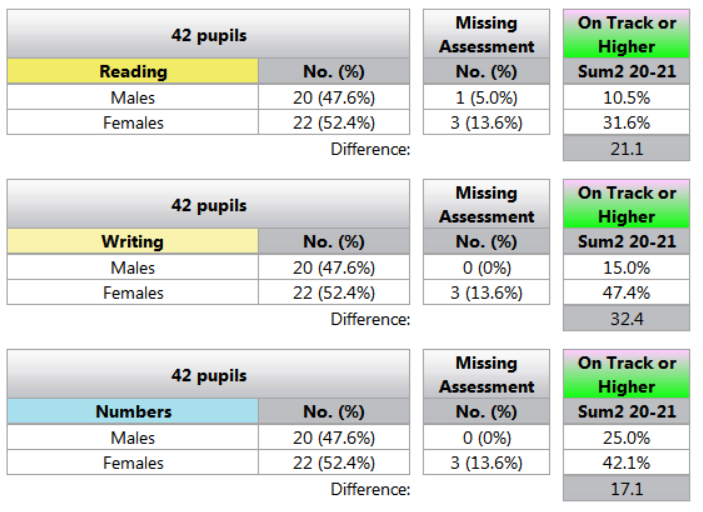 42 pupils Missing Assessment On Track or Higher
Reading No. (%) No. (%) Sum2 20-21
Males 20 (47.6%) 1 (5.0%) 10.5%
Females 22 (52.4%) 3 (13.6%) 31.6%
Difference: 21.1
42 pupils Missing Assessment On Track or Higher
Writing No. (%) No. (%) Sum2 20-21
Males 20 (47.6%) 0 (0%) 15.0%
Females 22 (52.4%) 3 (13.6%) 47.4%
Difference: 32.4
42 pupils Missing Assessment On Track or Higher
Numbers No. (%) No. (%) Sum2 20-21
Males 20 (47.6%) 0 (0%) 25.0%
Females 22 (52.4%) 3 (13.6%) 42.1%
Difference: 17.1